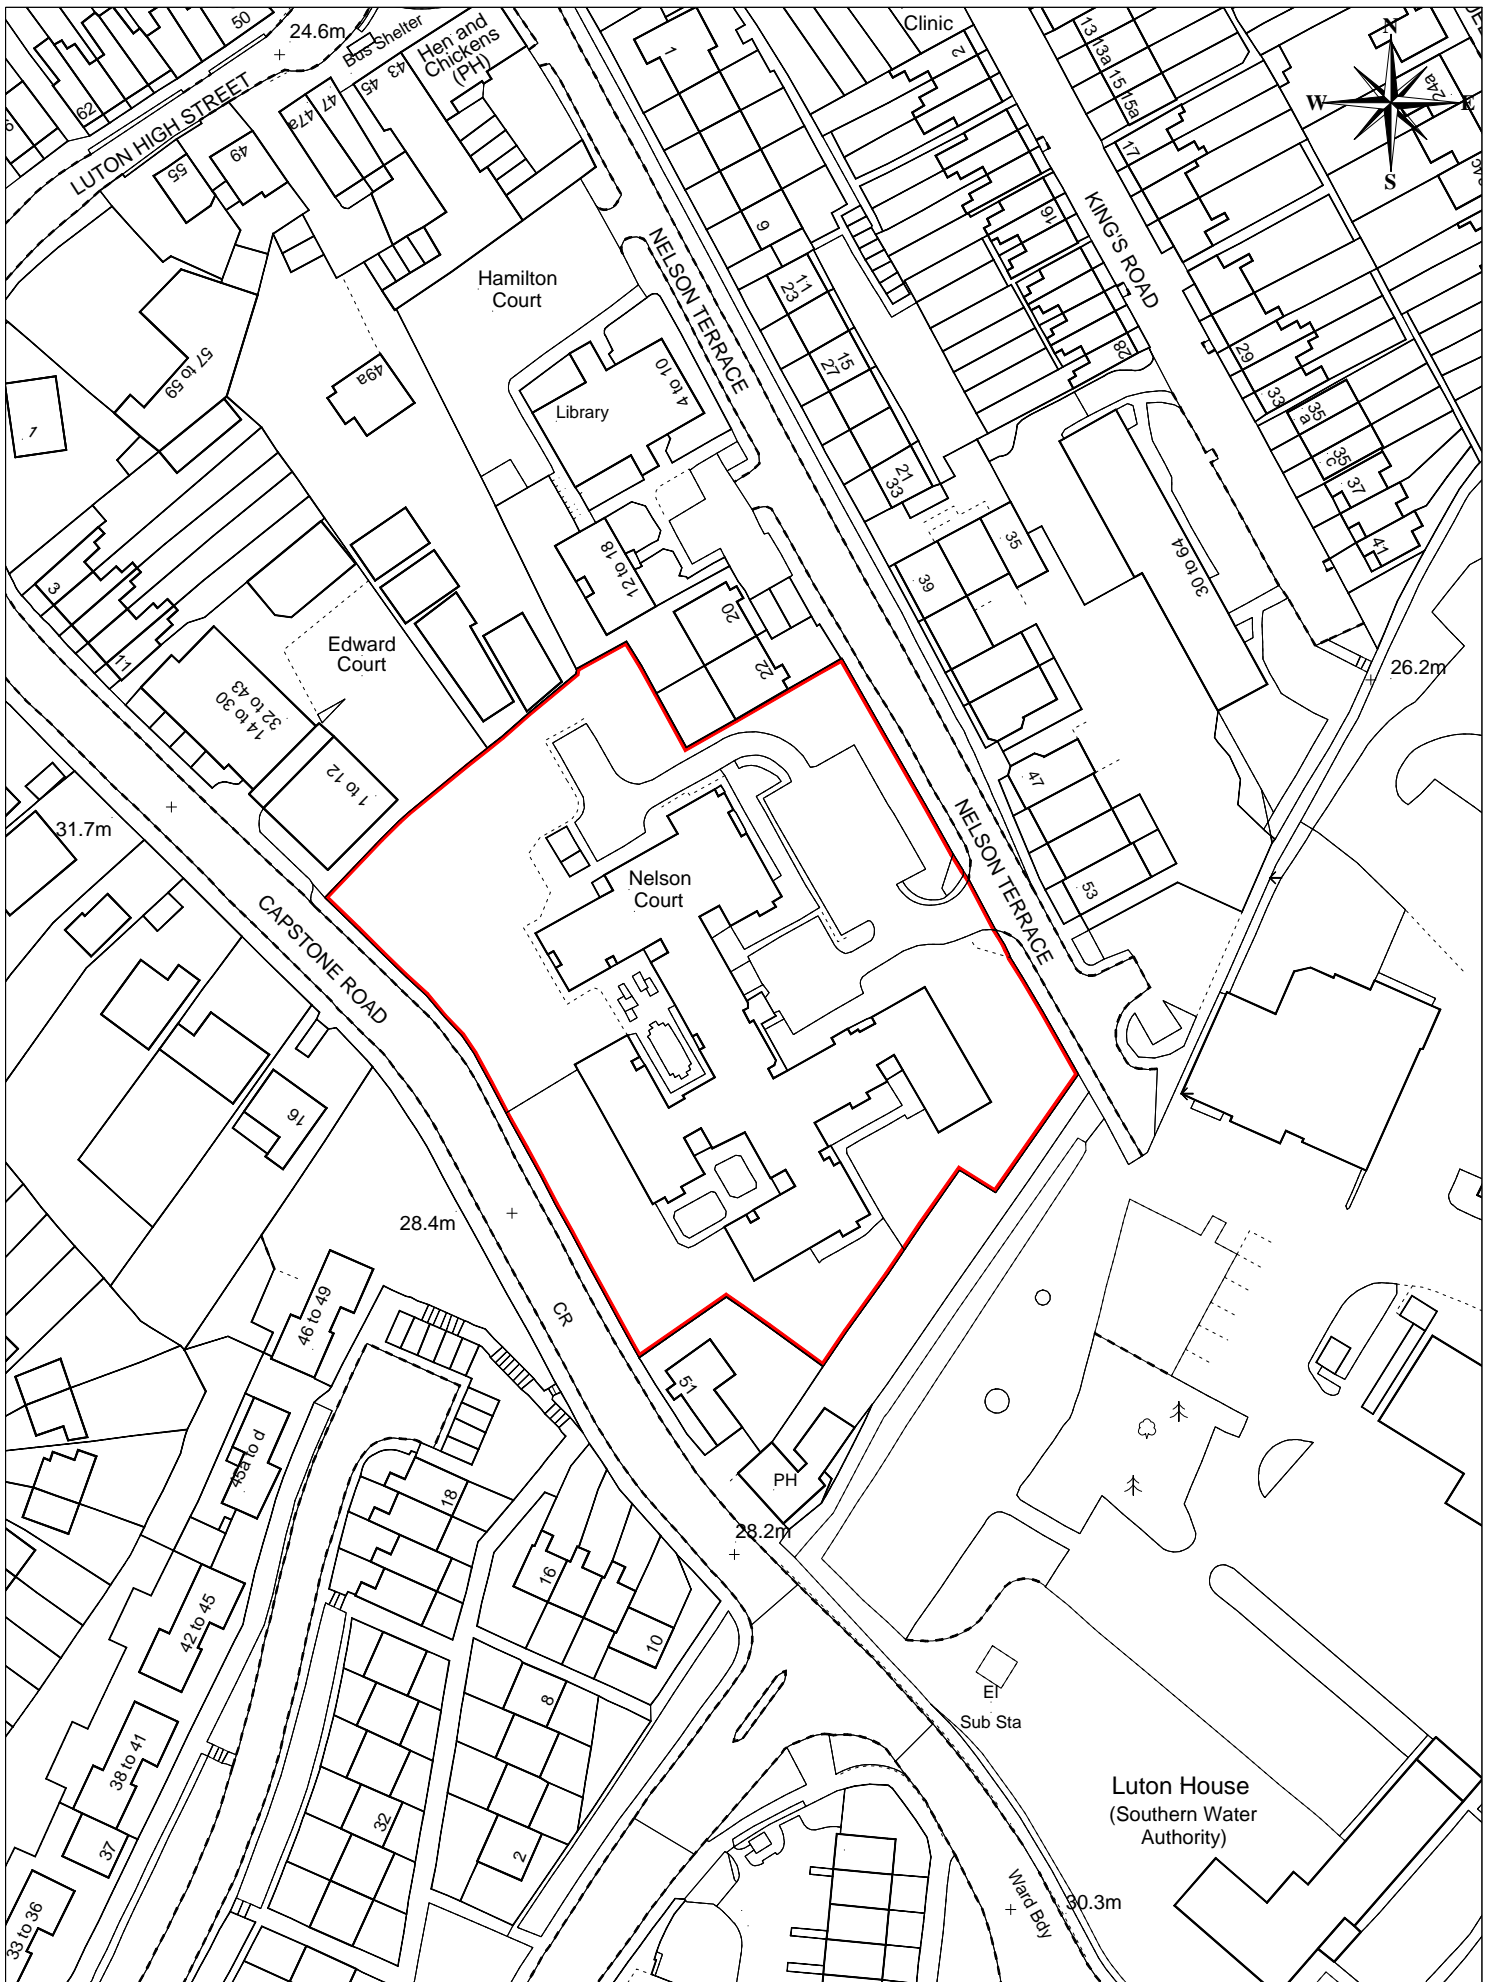 50
24.6m
Bus Shelter
Hen and
Chickens
(PH)
43
45
47
47a
62
LUTON HIGH STREET
49
55
Clinic
1
2
13
13a
15
15a
17
24a
N
W
E
S
9
16
KING'S ROAD
NELSON TERRACE
Hamilton
Court
11
23
15
27
28
29
33
35
a
35
c
37
41
57 to 59
49a
1
Library
4 to 10
21
33
35
39
30 to 64
12 to 18
20
22
3
11
Edward
Court
14 to 30
32 to 43
1 to 12
26.2m
47
53
31.7m
NELSON TERRACE
Nelson
Court
CAPSTONE ROAD
16
28.4m
CR
46 to 49
51
45a to d
PH
18
28.2m
16
42 to 45
10
8
El
Sub Sta
38 to 41
32
2
37
Luton House
(Southern Water
Authority)
Ward Bdy
30.3m
33 to 36